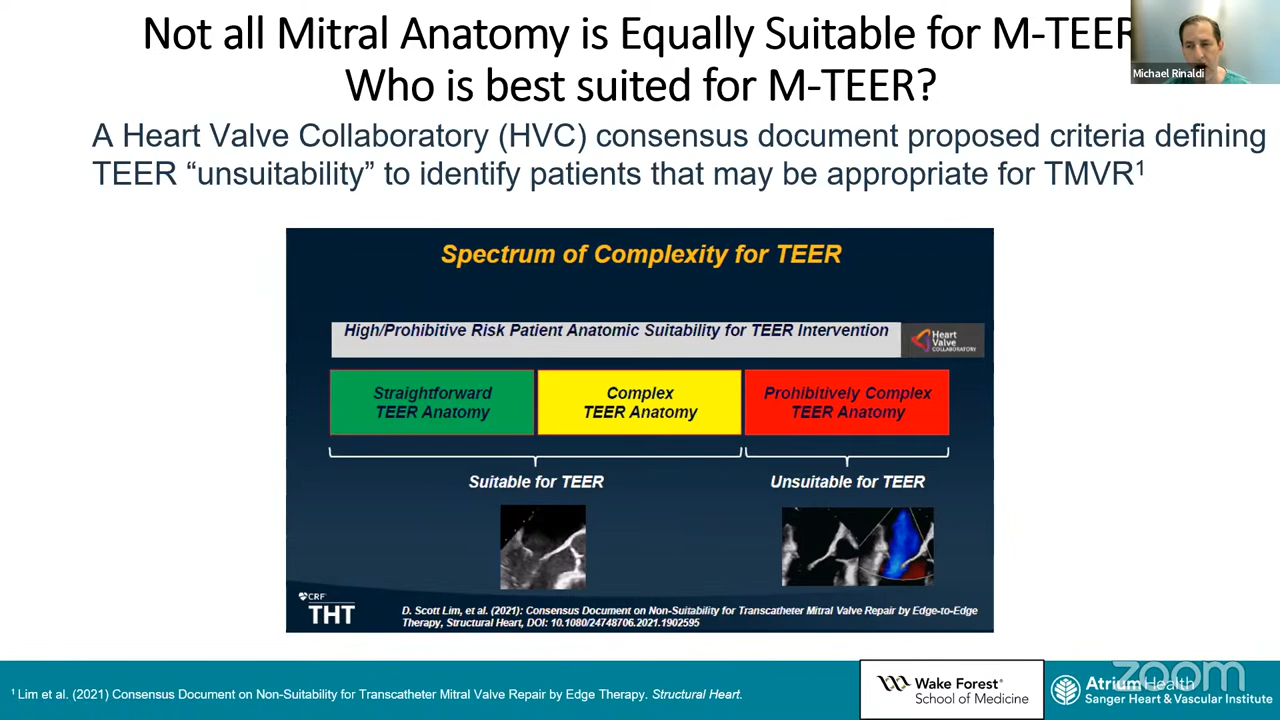 Not all Mitral Anatomy is Equally Suitable for M-TEER
Who is best suited for M-TEER?
Michael Rinaldi
A Heart Valve Collaboratory (HVC) consensus document proposed criteria defining
TEER “unsuitability” to identify patients that may be appropriate for TMVR1
Spectrum of Complexity for TEER
High/Prohibitive Risk Patient Anatomic Suitability for TEER Intervention
Heart
Valve
COLLABORATORY
Straightforward
TEER Anatomy
Complex
TEER Anatomy
Prohibitively Complex
TEER Anatomy
Suitable for TEER
Unsuitable for TEER
CRF
THT
D. Scott Lim, et al. (2021): Consensus Document on Non-Suitability for Transcatheter Mitral Valve Repair by Edge-to-Edge
Therapy, Structural Heart, DOI: 10.1080/24748706.2021.1902595
1 Lim et al. (2021) Consensus Document on Non-Suitability for Transcatheter Mitral Valve Repair by Edge Therapy. Structural Heart.
Wake Forest®
School of Medicine
zoom
Atrium Health
Sanger Heart & Vascular Institute